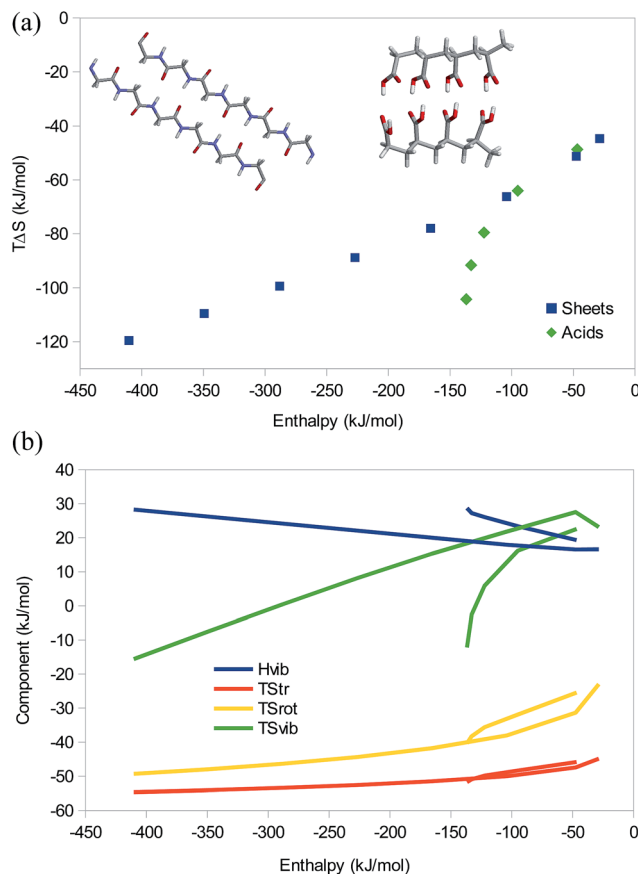 (a)
0
-20
-40
-60
-80
-100
-120
TΔS (kJ/mol)
Sheets
Acids
-450 -400 -350 -300 -250 -200 -150 -100 -50 0
Enthalpy (kJ/mol)
(b)
40
30
20
10
0
-10
-20
-30
-40
-50
-60
Component (kJ/mol)
Hvib
TStr
TSrot
TSvib
-450 -400 -350 -300 -250 -200 -150 -100 -50 0
Enthalpy (kJ/mol)